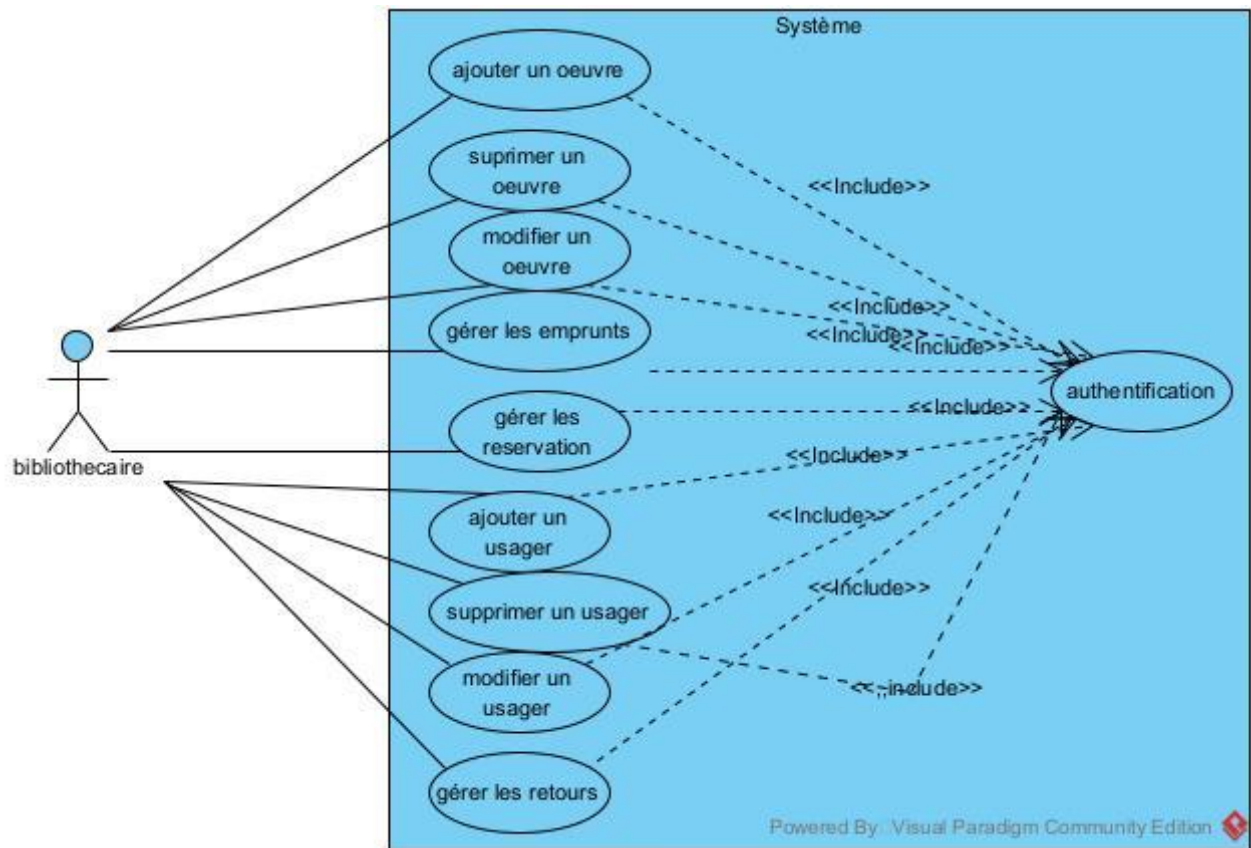 Système
ajouter un oeuvre
<<Include>>
suprimer un
oeuvre
modifier un
oeuvre
<<Include>>
gérer les emprunts
<<Include>>
<<Include>>
authentification
gérer les
reservation
<<Include>>
bibliothecaire
<<Include>>
ajouter un
usager
<<Include>>
supprimer un usager
<<Include>>
modifier un
usager
<<;include>>
gérer les retours
Powered By: Visual Paradigm Community Edition